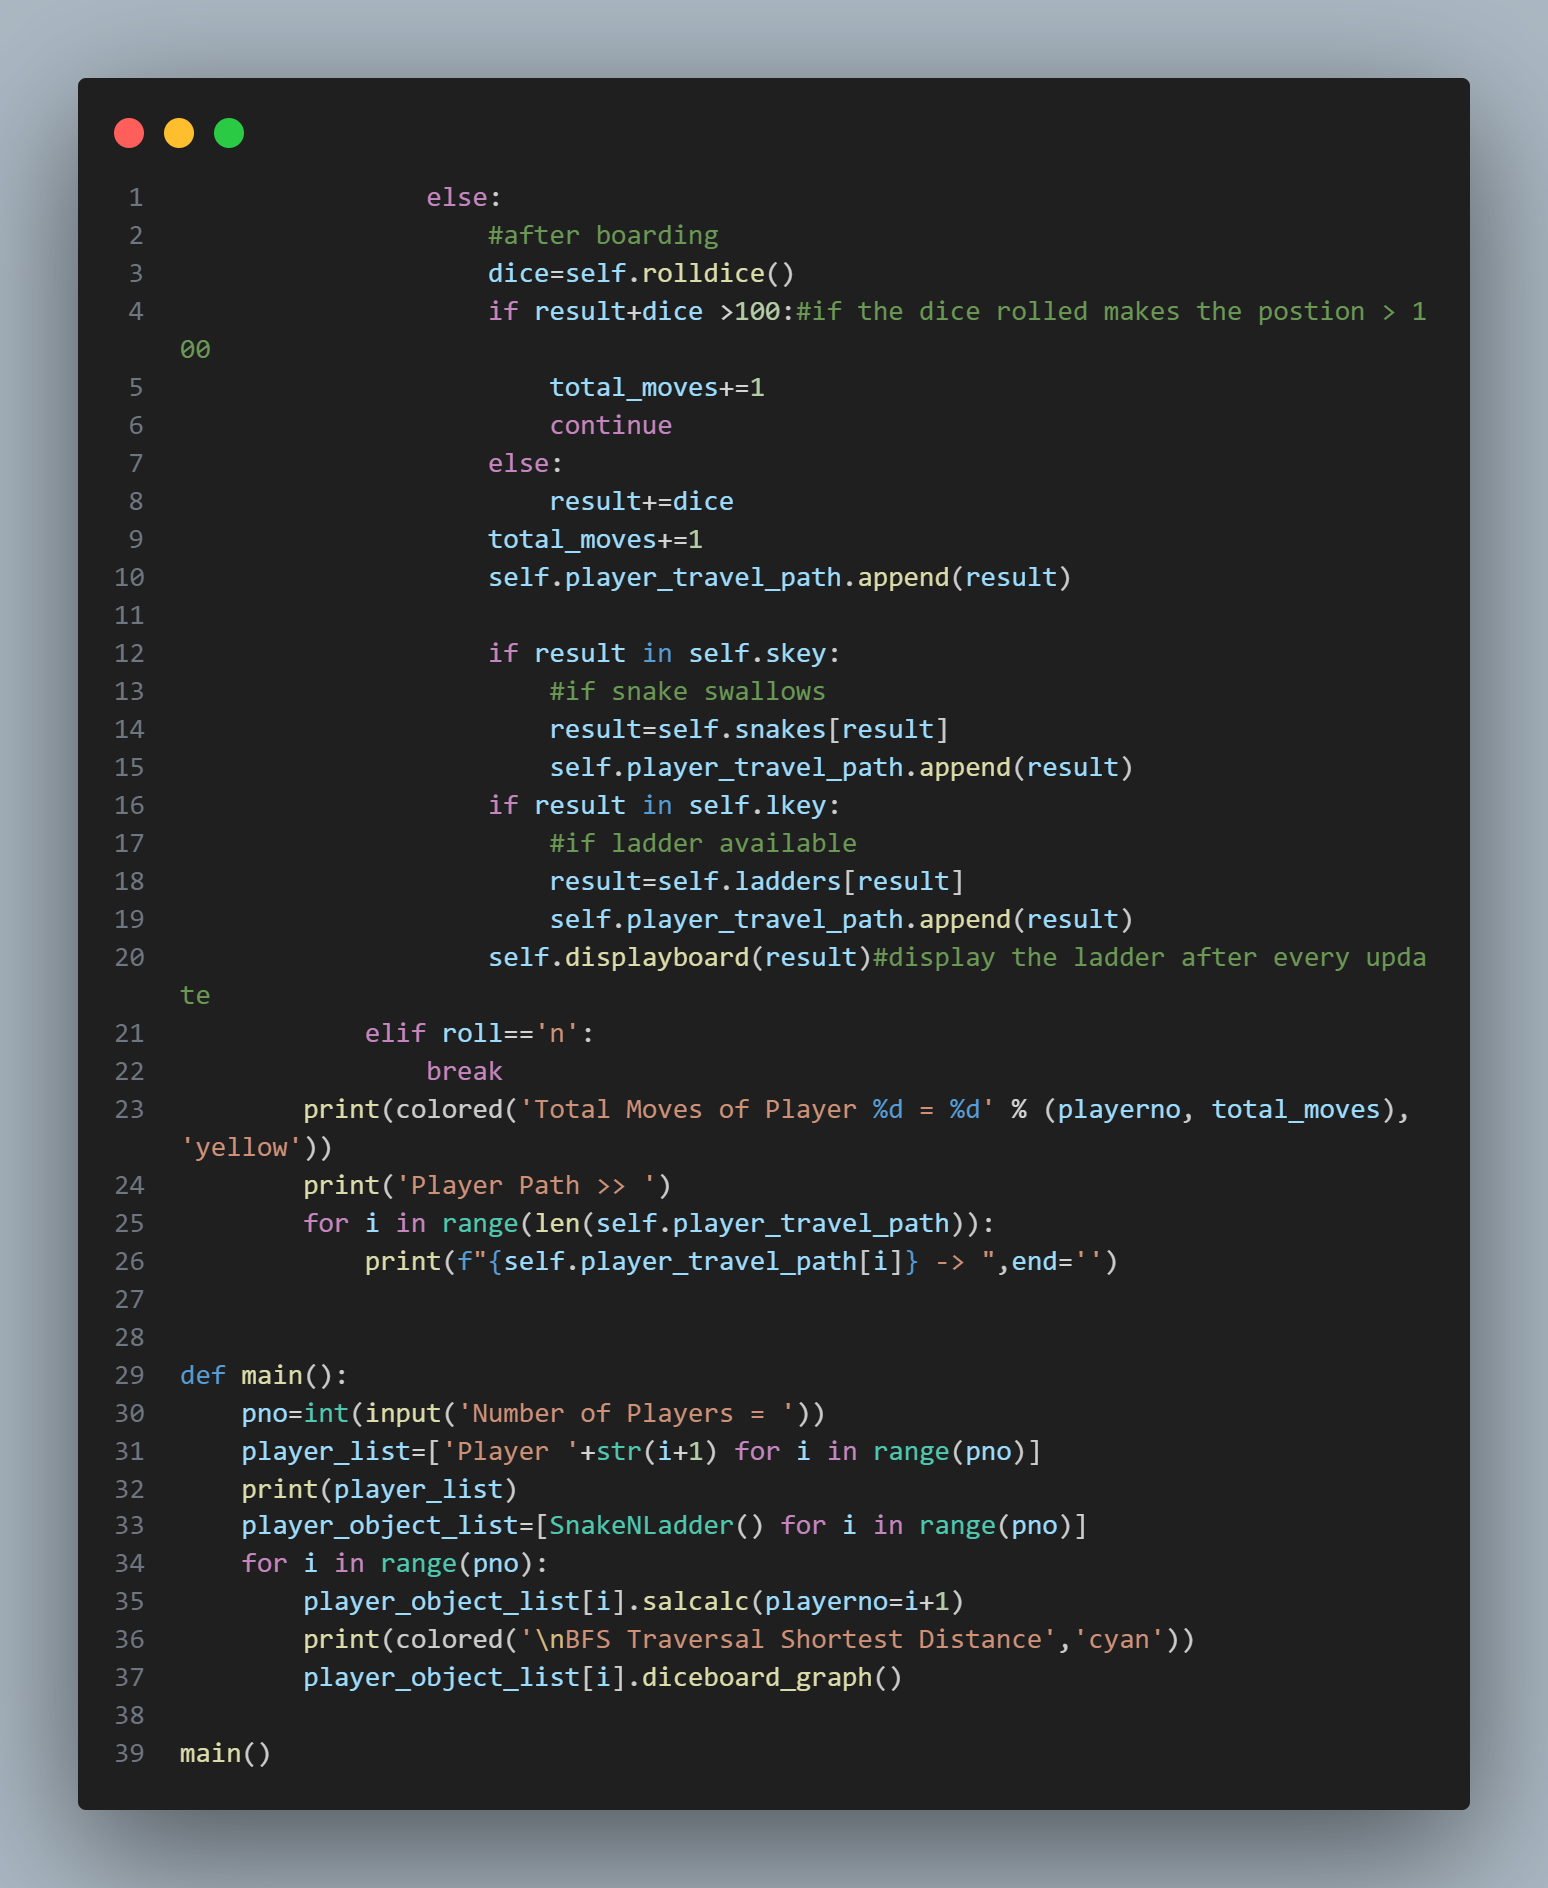 1                 else:
2                     #after boarding
3                     dice=self.rolldice()
4                     if result+dice >100:#if the dice rolled makes the postion > 1
00
5                         total_moves+=1
6                         continue
7                     else:
8                         result+=dice
9                     total_moves+=1
10                     self.player_travel_path.append(result)
11
12                     if result in self.skey:
13                         #if snake swallows
14                         result=self.snakes[result]
15                         self.player_travel_path.append(result)
16                     if result in self.lkey:
17                         #if ladder available
18                         result=self.ladders[result]
19                         self.player_travel_path.append(result)
20                     self.displayboard(result)#display the ladder after every upda
te
21             elif roll=='n':
22                 break
23         print(colored('Total Moves of Player %d = %d' % (playerno, total_moves),
'yellow'))
24         print('Player Path >> ')
25         for i in range(len(self.player_travel_path)):
26             print(f"{self.player_travel_path[i]} -> ",end='')
27
28
29 def main():
30     pno=int(input('Number of Players = '))
31     player_list=['Player '+str(i+1) for i in range(pno)]
32     print(player_list)
33     player_object_list=[SnakeNLadder() for i in range(pno)]
34     for i in range(pno):
35         player_object_list[i].salcalc(playerno=i+1)
36         print(colored('\nBFS Traversal Shortest Distance','cyan'))
37         player_object_list[i].diceboard_graph()
38
39 main()